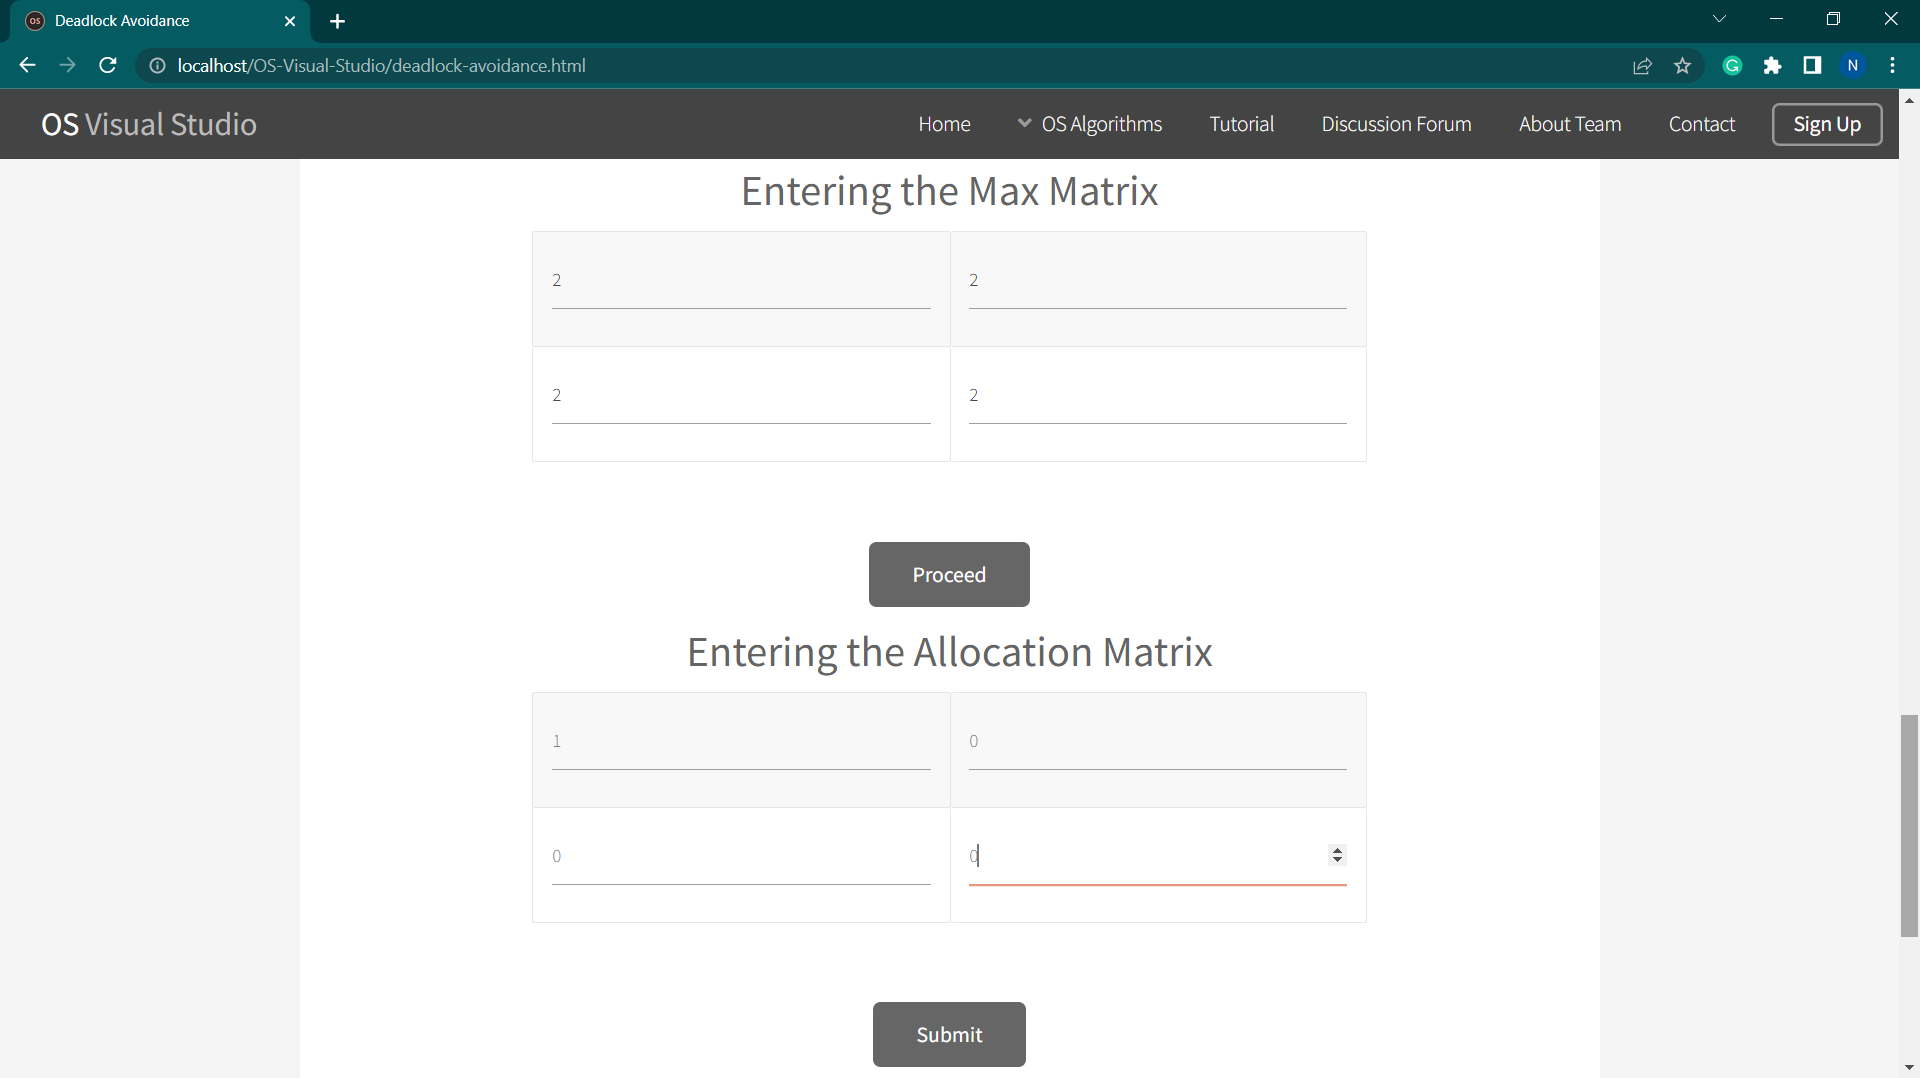 Deadlock Avoidance
localhost/OS-Visual-Studio/deadlock-avoidance.html
N
OS Visual Studio
Home
OS Algorithms
Tutorial
Discussion Forum
About Team
Contact
Sign Up
Entering the Max Matrix
2 2
2 2
Proceed
Entering the Allocation Matrix
1 0
0 0
Submit